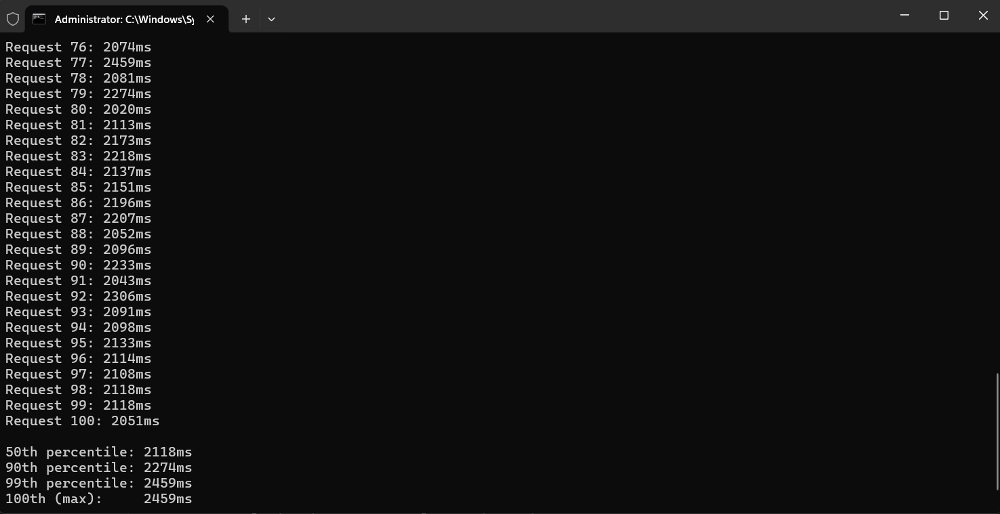 Administrator: C:\Windows\Sy
Request 76: 2074ms
Request 77: 2459ms
Request 78: 2081ms
Request 79: 2274ms
Request 80: 2020ms
Request 81: 2113ms
Request 82: 2173ms
Request 83: 2218ms
Request 84: 2137ms
Request 85: 2151ms
Request 86: 2196ms
Request 87: 2207ms
Request 88: 2052ms
Request 89: 2096ms
Request 90: 2233ms
Request 91: 2043ms
Request 92: 2306ms
Request 93: 2091ms
Request 94: 2098ms
Request 95: 2133ms
Request 96: 2114ms
Request 97: 2108ms
Request 98: 2118ms
Request 99: 2118ms
Request 100: 2051ms
50th percentile: 2118ms
90th percentile: 2274ms
99th percentile: 2459ms
100th (max):     2459ms